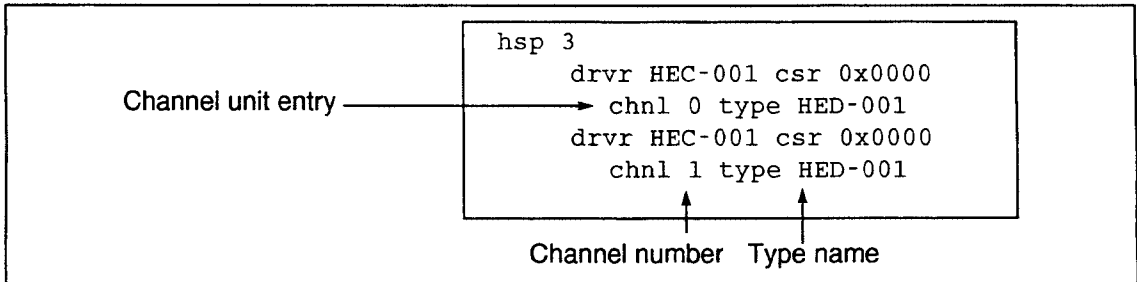 hsp 3
drvr HEC-001 csr 0x0000
Channel unit entry chnl 0 type HED-001
drvr HEC-001 csr 0x0000
chnl 1 type HED-001
Channel number Type name